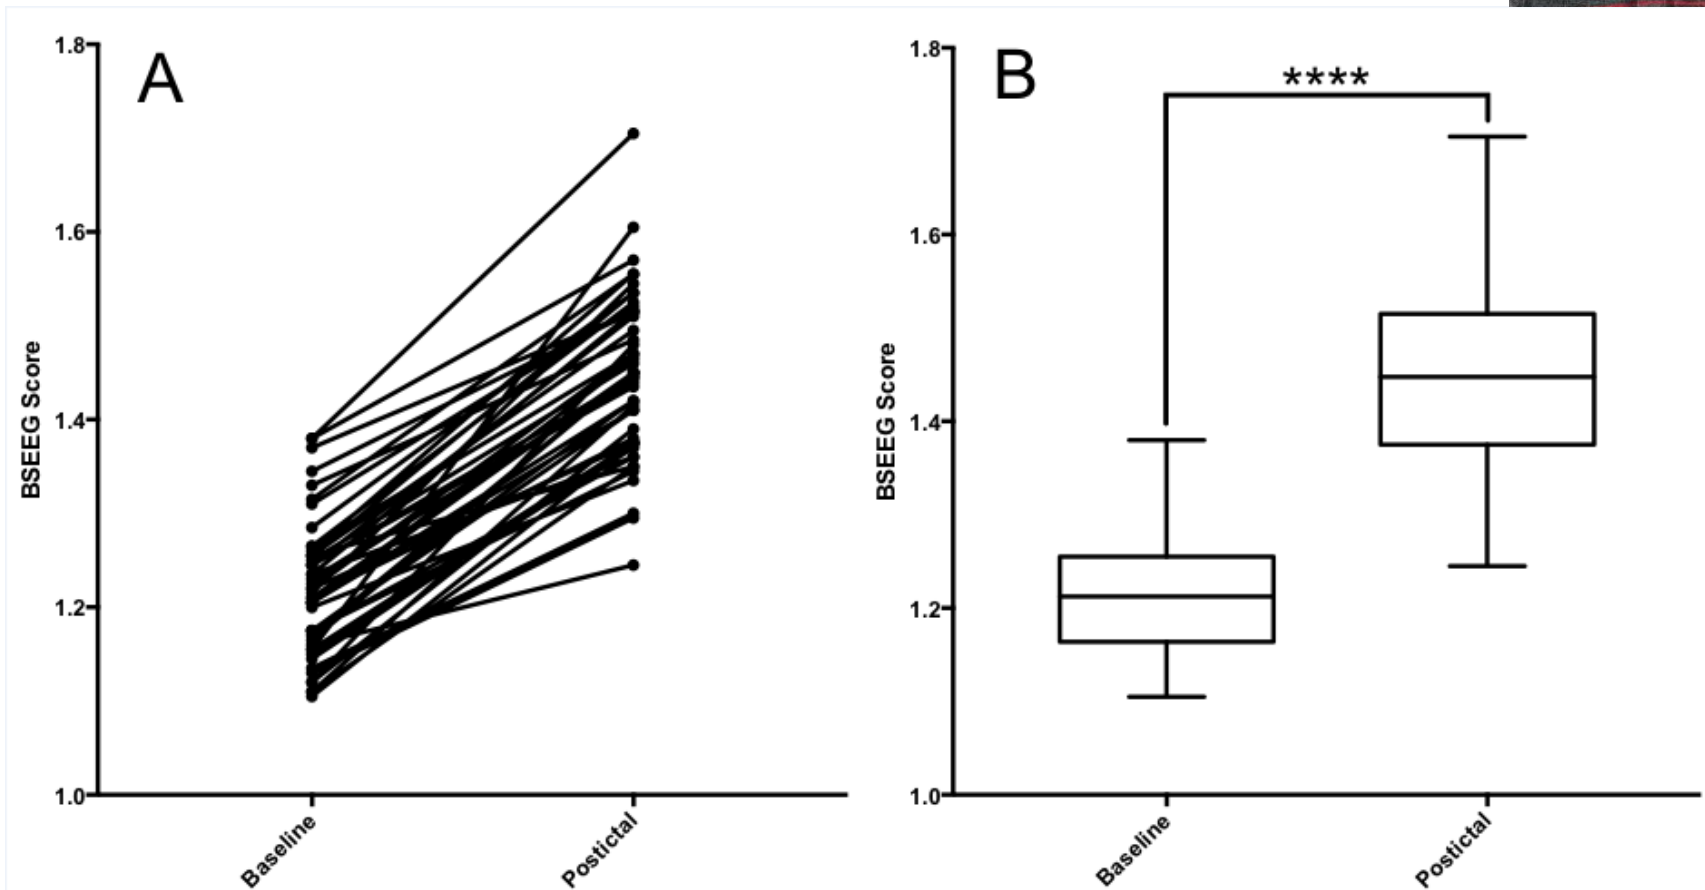 A
1.8
1.6
1.4
1.2
1.0
BSEEG Score
Baseline
Postictal
B
****
1.8
1.6
1.4
1.2
1.0
BSEEG Score
Baseline
Postictal